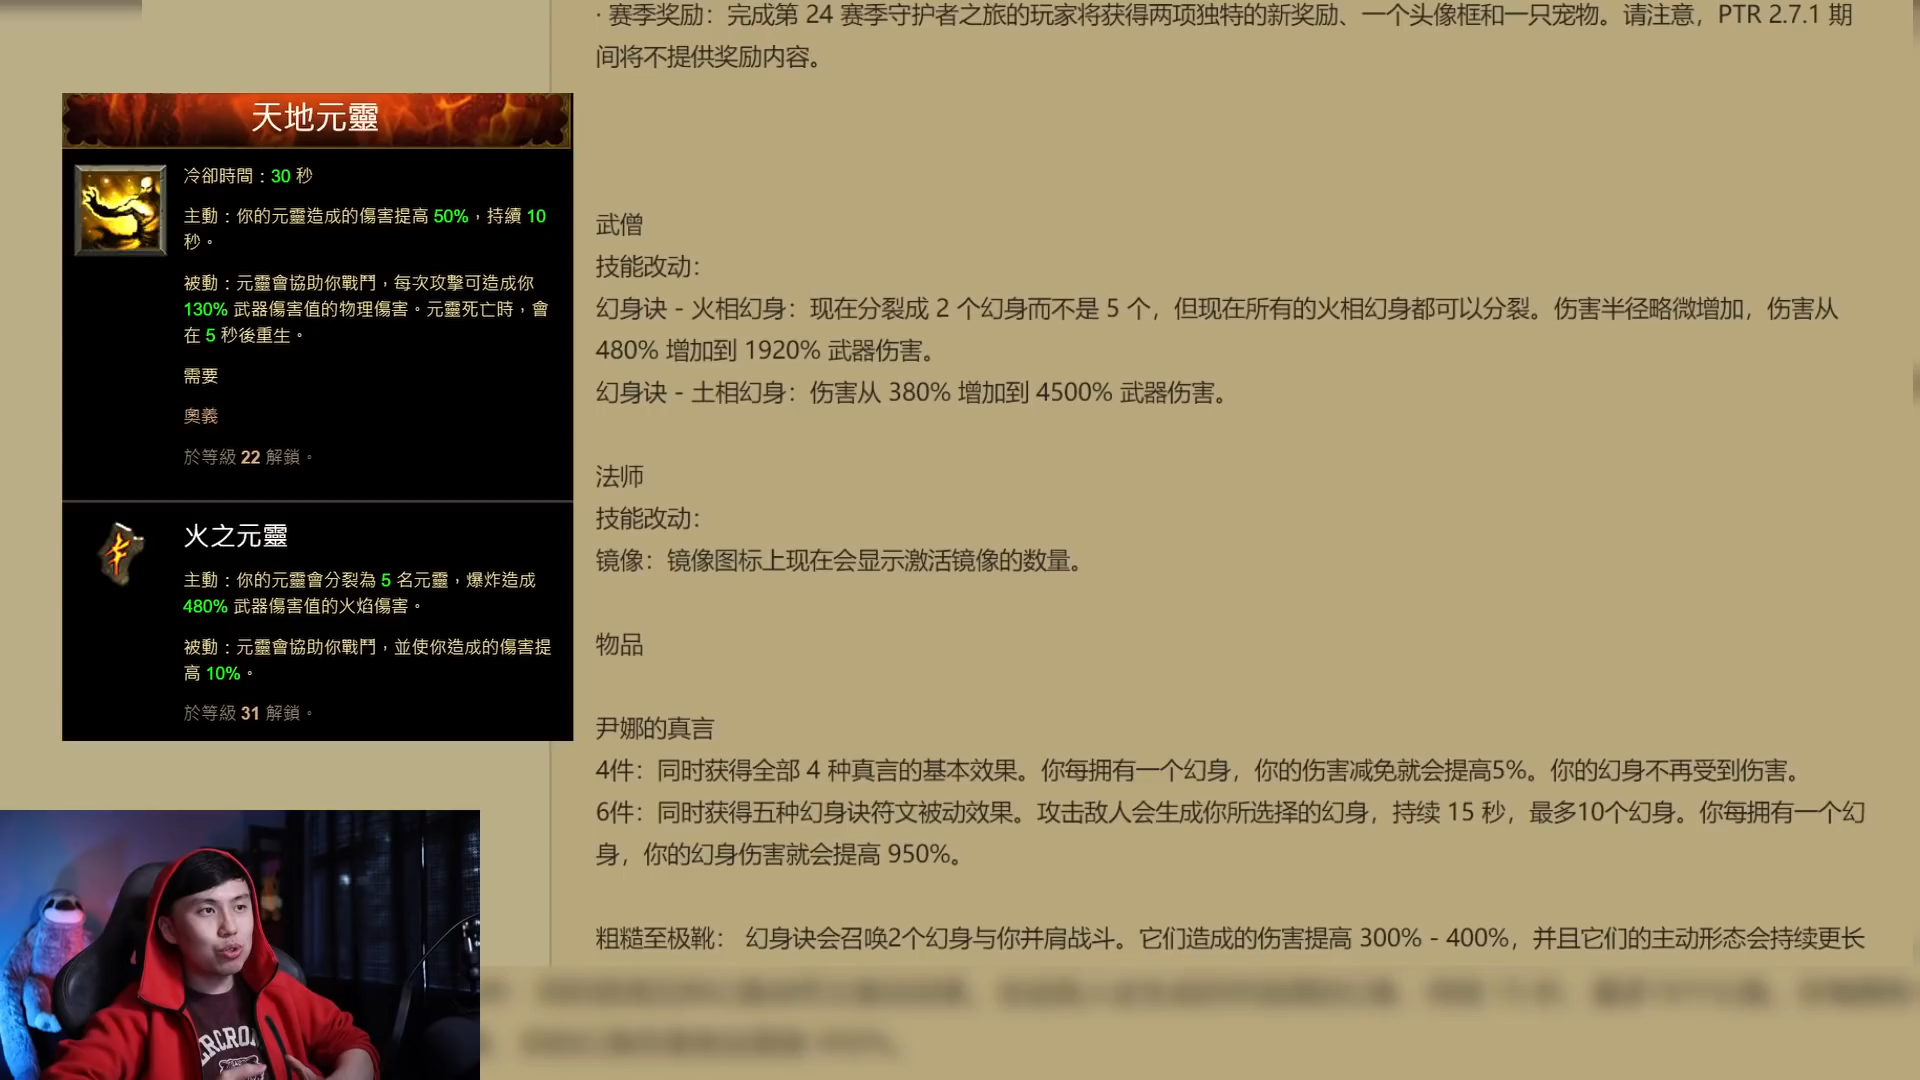 · 赛季奖励：完成第 24 赛季守护者之旅的玩家将获得两项独特的新奖励、一个头像框和一只宠物。请注意，PTR 2.7.1 期
间将不提供奖励内容。
天地元靈
冷卻時間：30 秒
主動：你的元靈造成的傷害提高 50%，持續 10
秒。
被動：元靈會協助你戰鬥，每次攻擊可造成你
130% 武器傷害值的物理傷害。元靈死亡時，會
在 5 秒後重生。
需要
奧義
於等級 22 解鎖。
火之元靈
主動：你的元靈會分裂為 5 名元靈，爆炸造成
480% 武器傷害值的火焰傷害。
被動：元靈會協助你戰鬥，並使你造成的傷害提
高 10%。
於等級 31 解鎖。
武僧
技能改动：
幻身诀 - 火相幻身：现在分裂成 2 个幻身而不是 5 个，但现在所有的火相幻身都可以分裂。伤害半径略微增加，伤害从
480% 增加到 1920% 武器伤害。
幻身诀 - 土相幻身：伤害从 380% 增加到 4500% 武器伤害。
法师
技能改动：
镜像：镜像图标上现在会显示激活镜像的数量。
物品
尹娜的真言
4件：同时获得全部 4 种真言的基本效果。你每拥有一个幻身，你的伤害减免就会提高5%。你的幻身不再受到伤害。
6件：同时获得五种幻身诀符文被动效果。攻击敌人会生成你所选择的幻身，持续 15 秒，最多10个幻身。你每拥有一个幻
身，你的幻身伤害就会提高 950%。
粗糙至极靴： 幻身诀会召唤2个幻身与你并肩战斗。它们造成的伤害提高 300% - 400%，并且它们的主动形态会持续更长